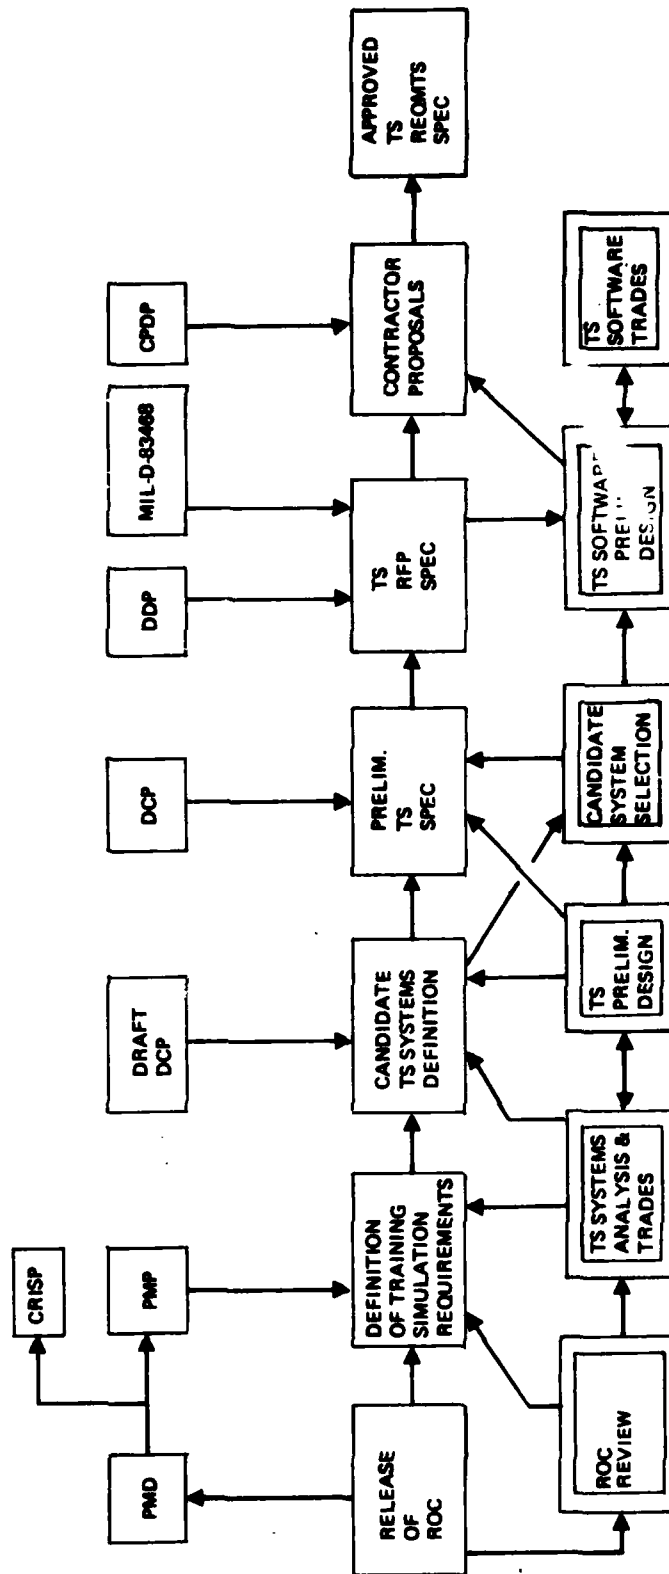 CRISP
PMD
PMP
DRAFT
DCP
DCP
DDP
MIL-D-83468
CPDP
RELEASE
OF
ROC
DEFINITION
OF TRAINING
SIMULATION
REQUIREMENTS
CANDIDATE
TS SYSTEMS
DEFINITION
PRELIM.
TS
SPEC
TS
RFP
SPEC
CONTRACTOR
PROPOSALS
APPROVED
TS
REQMTS
SPEC
ROC
REVIEW
TS SYSTEMS
ANALYSIS &
TRADES
TS
PRELIM.
DESIGN
CANDIDATE
SYSTEM
SELECTION
TS SOFTWARE
DESIGN
TS
SOFTWARE
TRADES